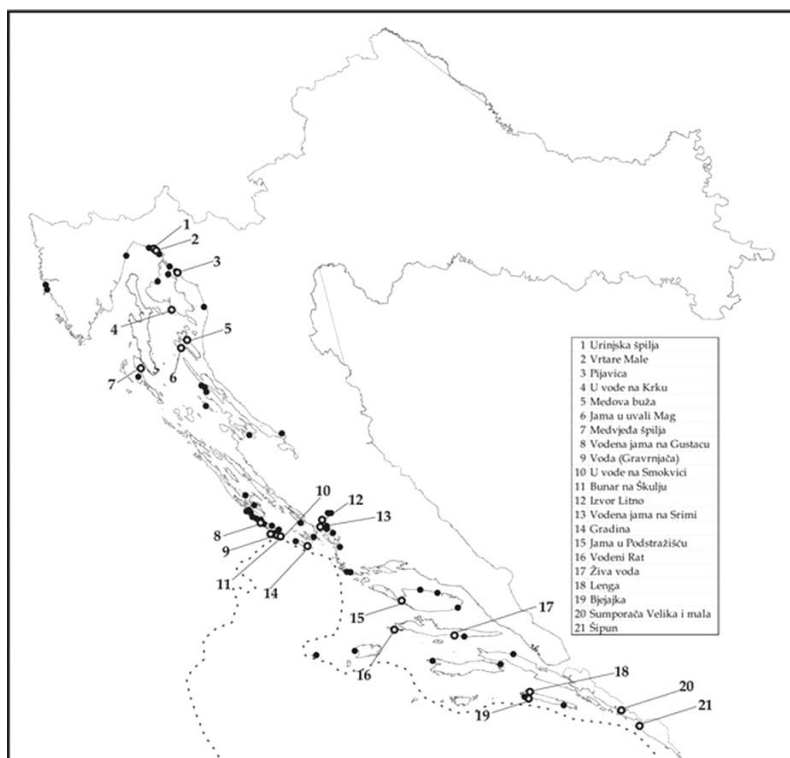 1
2
3
4
5
6
7
8
9
10
11
12
13
14
15
16
17
18
19
20
21
1 Urinjska špilja
2 Vrtare Male
3 Pijavica
4 U vode na Krku
5 Medova buža
6 Jama u uvali Mag
7 Medvjeđa špilja
8 Vodena jama na Gustacu
9 Voda (Gravrnjača)
10 U vode na Smokvici
11 Bunar na Škulju
12 Izvor Litno
13 Vodena jama na Srimi
14 Gradina
15 Jama u Podstražišću
16 Vodeni Rat
17 Živa voda
18 Lenga
19 Bjejajka
20 Sumporača Velika i mala
21 Šipun